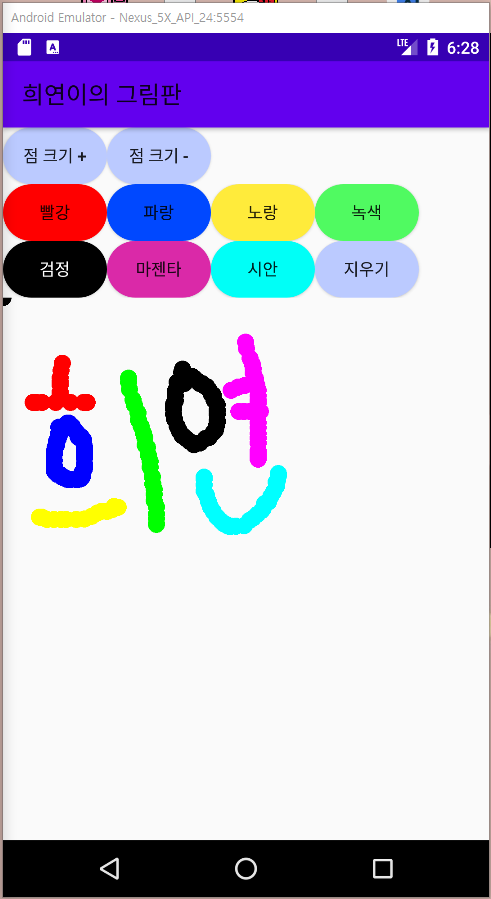 Android Emulator - Nexus_5X_API_24:5554
LTE 6:28
희연이의 그림판
점 크기 + 점 크기 -
빨강 파랑 노랑 녹색
검정 마젠타 시안 지우기
희연